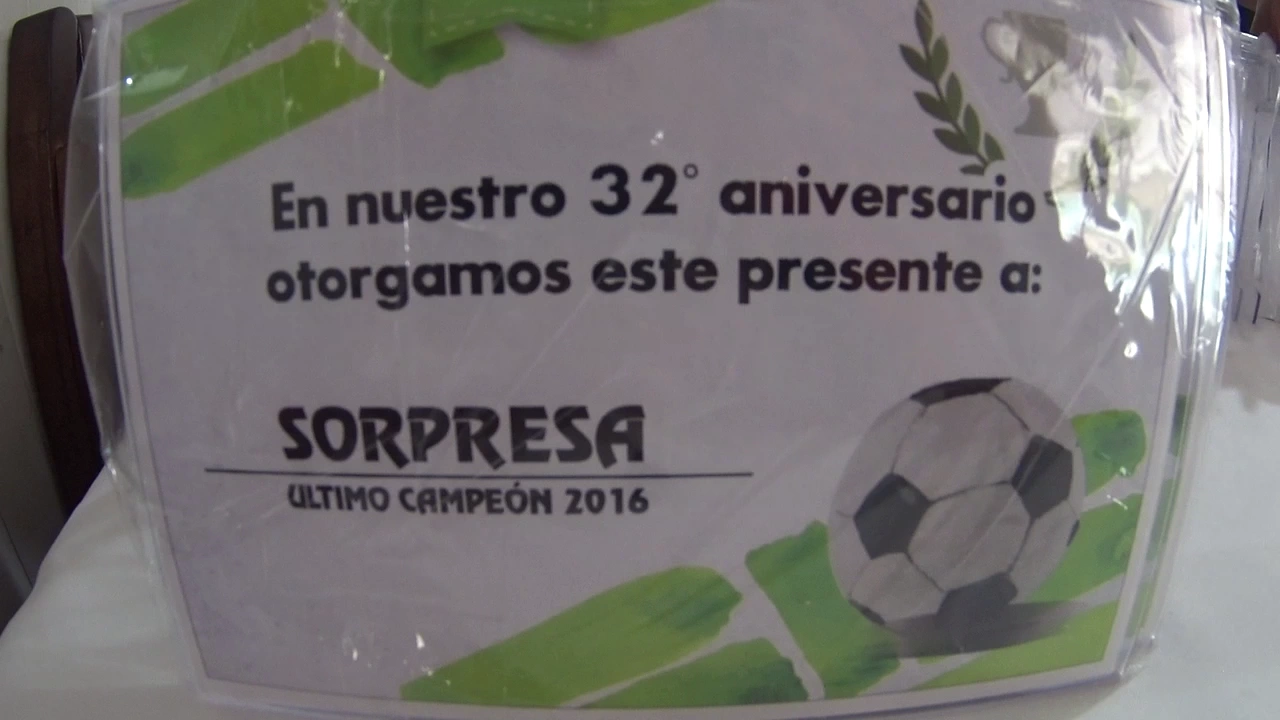 En nuestro 32° aniversario
otorgamos este presente a:
SORPRESA
ULTIMO CAMPEÓN 2016